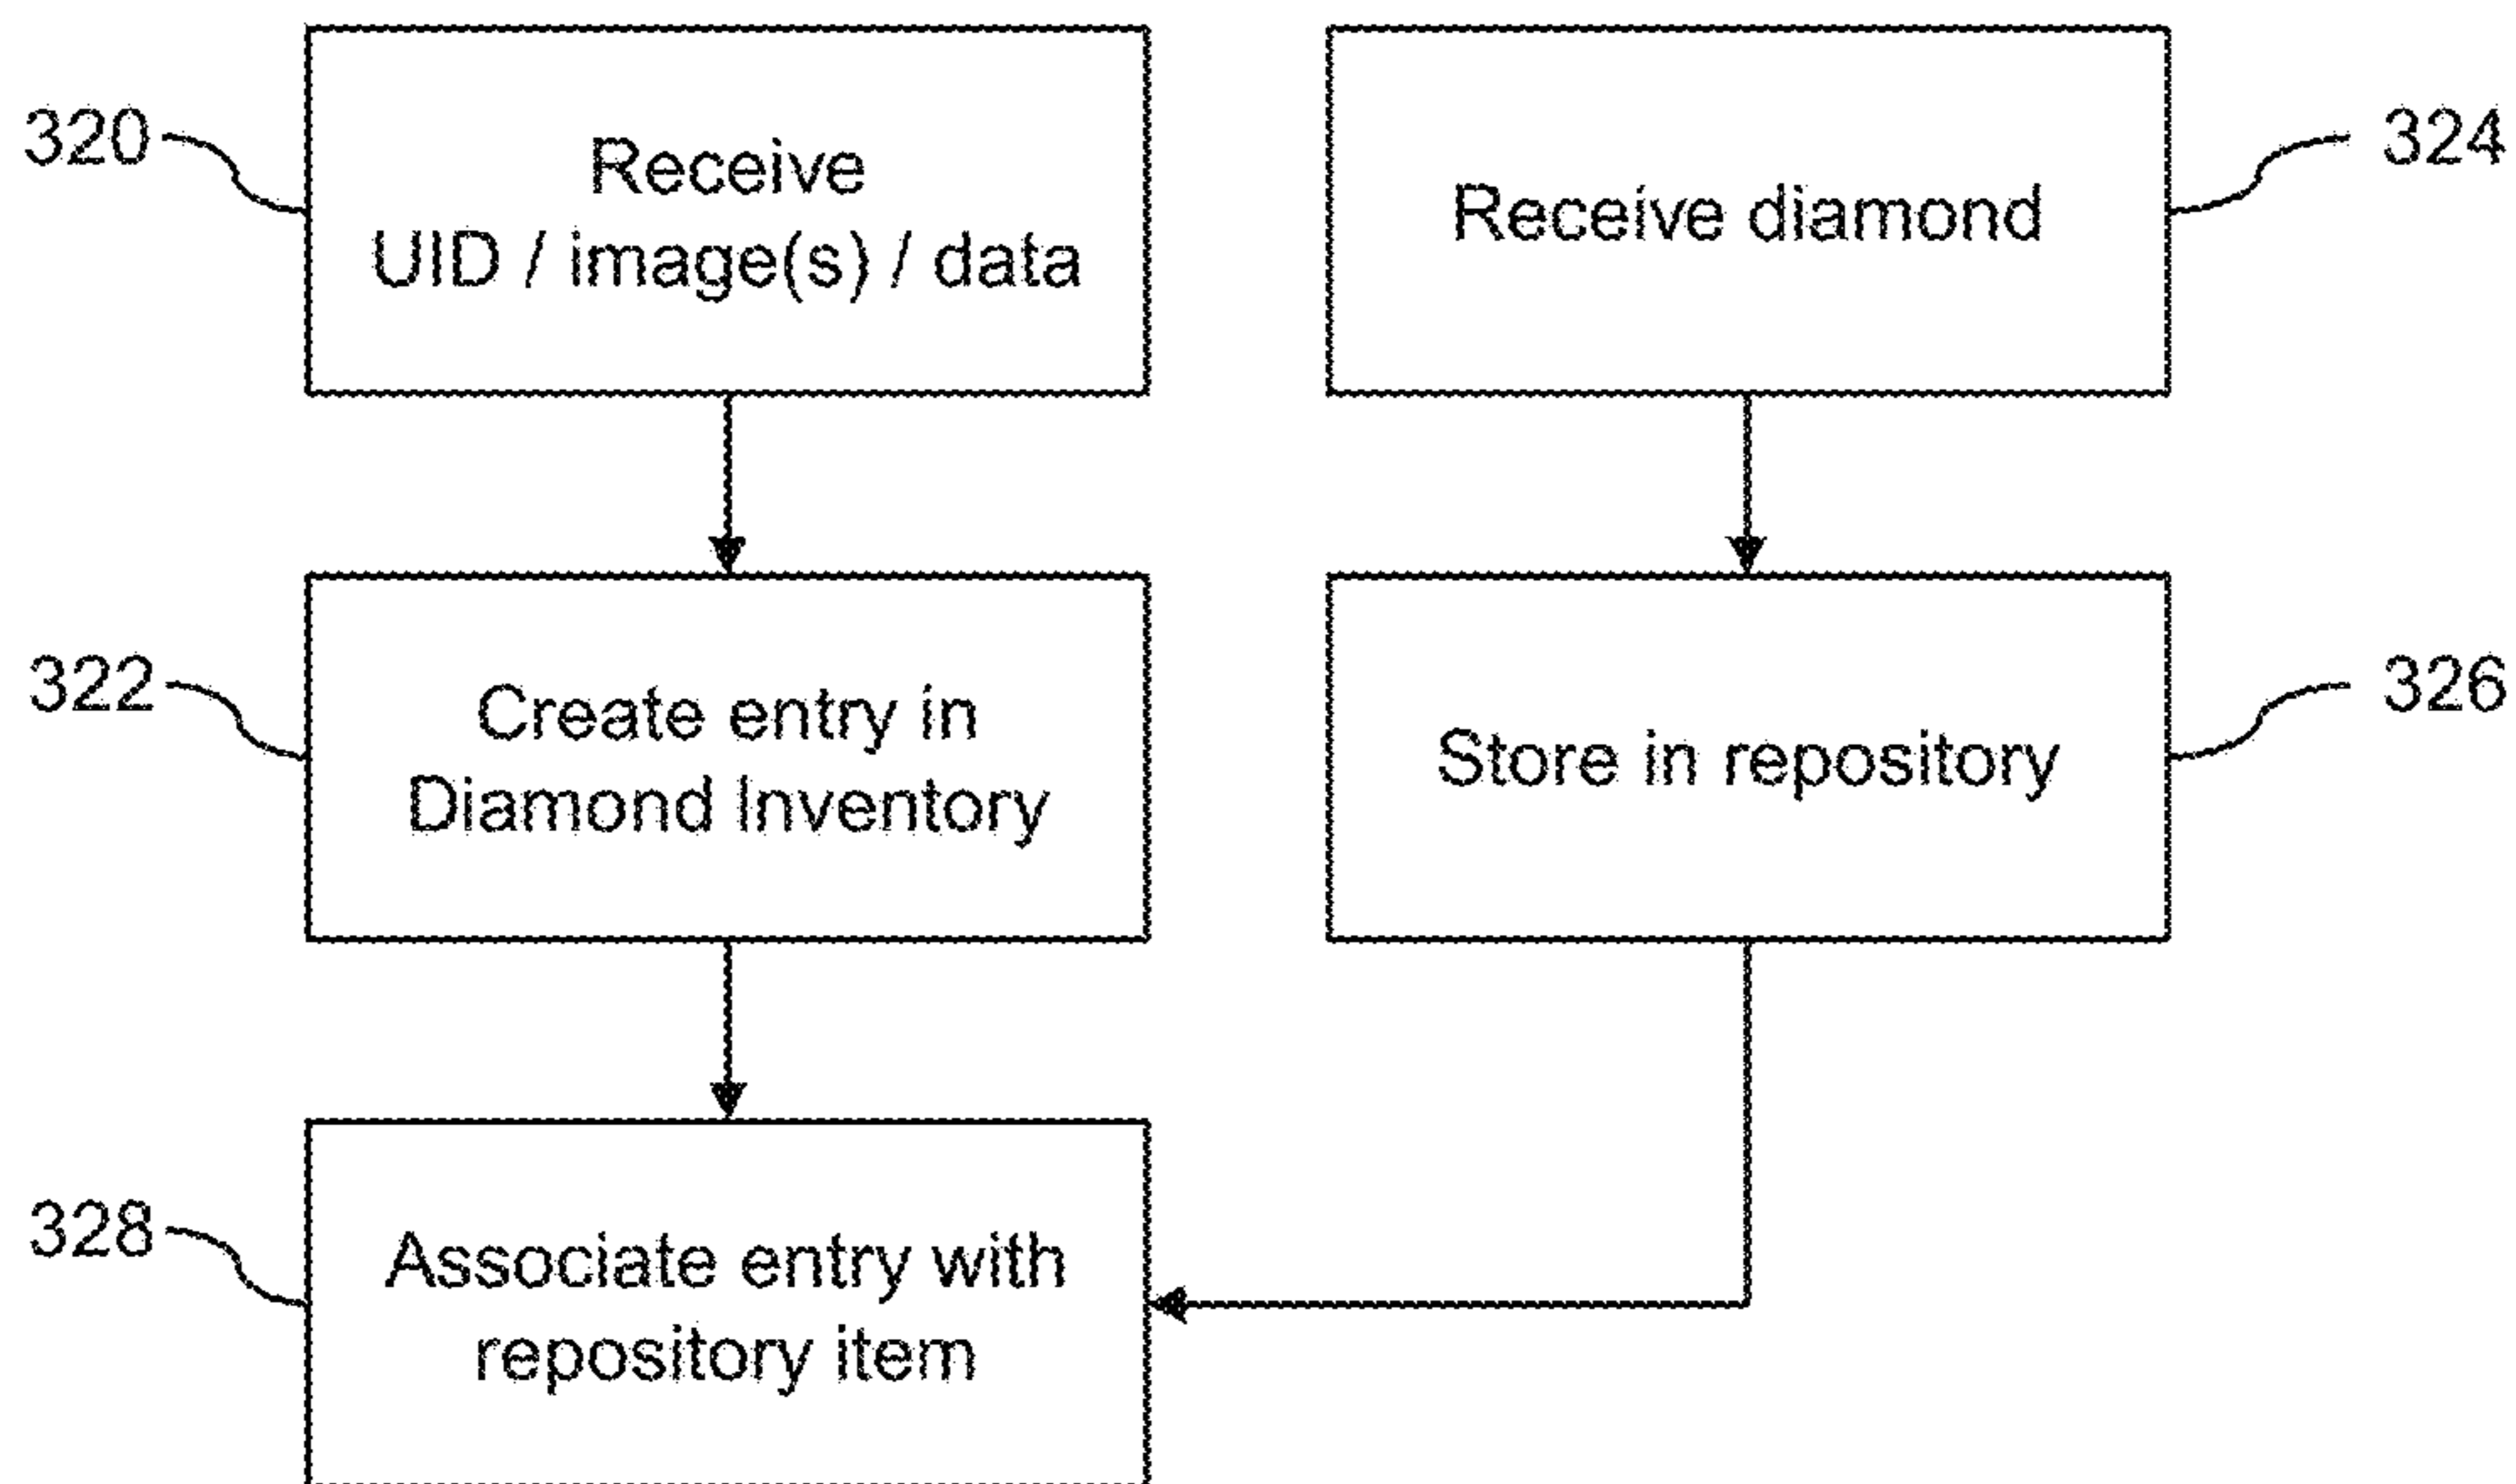 320
Receive
UID / image(s) / data
324
Receive diamond
322
Create entry in
Diamond Inventory
326
Store in repository
328
Associate entry with
repository item